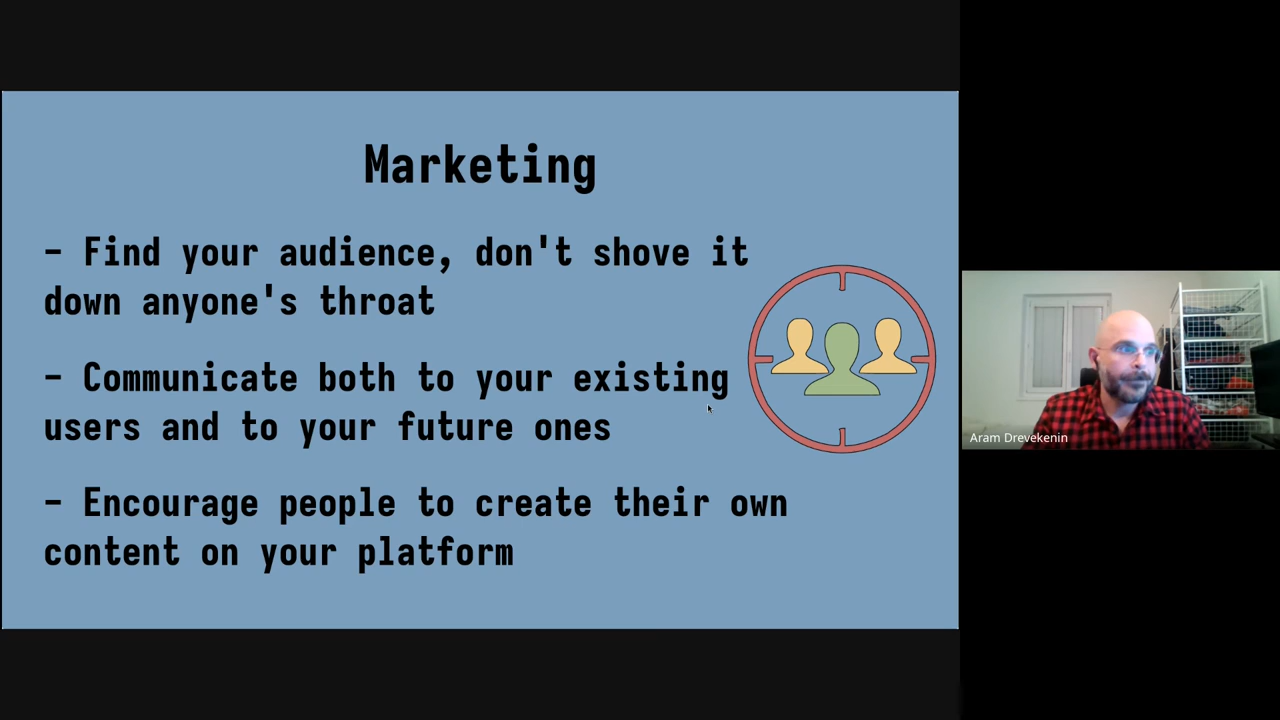 Marketing
- Find your audience, don't shove it
down anyone's throat
- Communicate both to your existing
users and to your future ones
- Encourage people to create their own
content on your platform
Aram Drevekenin